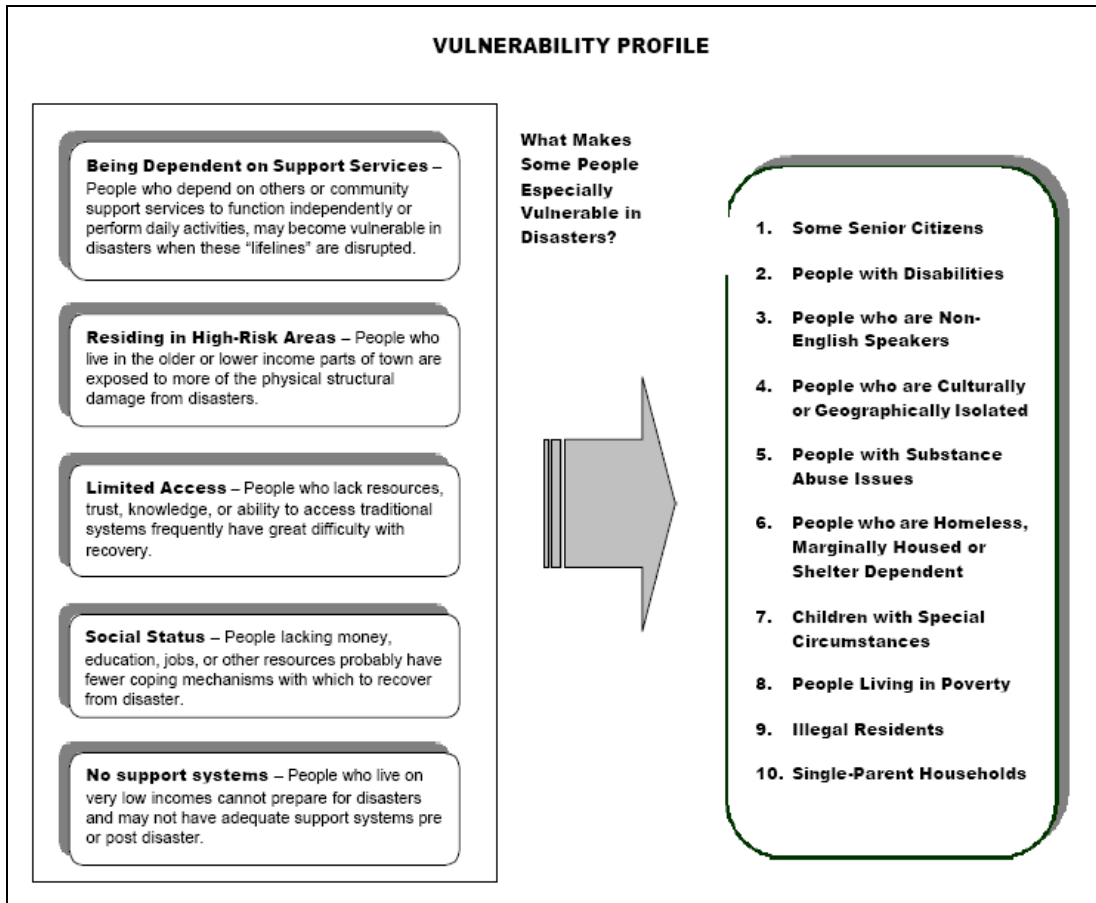 VULNERABILITY PROFILE
Being Dependent on Support Services –
People who depend on others or community
support services to function independently or
perform daily activities, may become vulnerable in
disasters when these “lifelines” are disrupted.
Residing in High-Risk Areas – People who
live in the older or lower income parts of town are
exposed to more of the physical structural
damage from disasters.
Limited Access – People who lack resources,
trust, knowledge, or ability to access traditional
systems frequently have great difficulty with
recovery.
Social Status – People lacking money,
education, jobs, or other resources probably have
fewer coping mechanisms with which to recover
from disaster.
No support systems – People who live on
very low incomes cannot prepare for disasters
and may not have adequate support systems pre
or post disaster.
What Makes
Some People
Especially
Vulnerable in
Disasters?
1. Some Senior Citizens
2. People with Disabilities
3. People who are Non-
English Speakers
4. People who are Culturally
or Geographically Isolated
5. People with Substance
Abuse Issues
6. People who are Homeless,
Marginally Housed or
Shelter Dependent
7. Children with Special
Circumstances
8. People Living in Poverty
9. Illegal Residents
10. Single-Parent Households